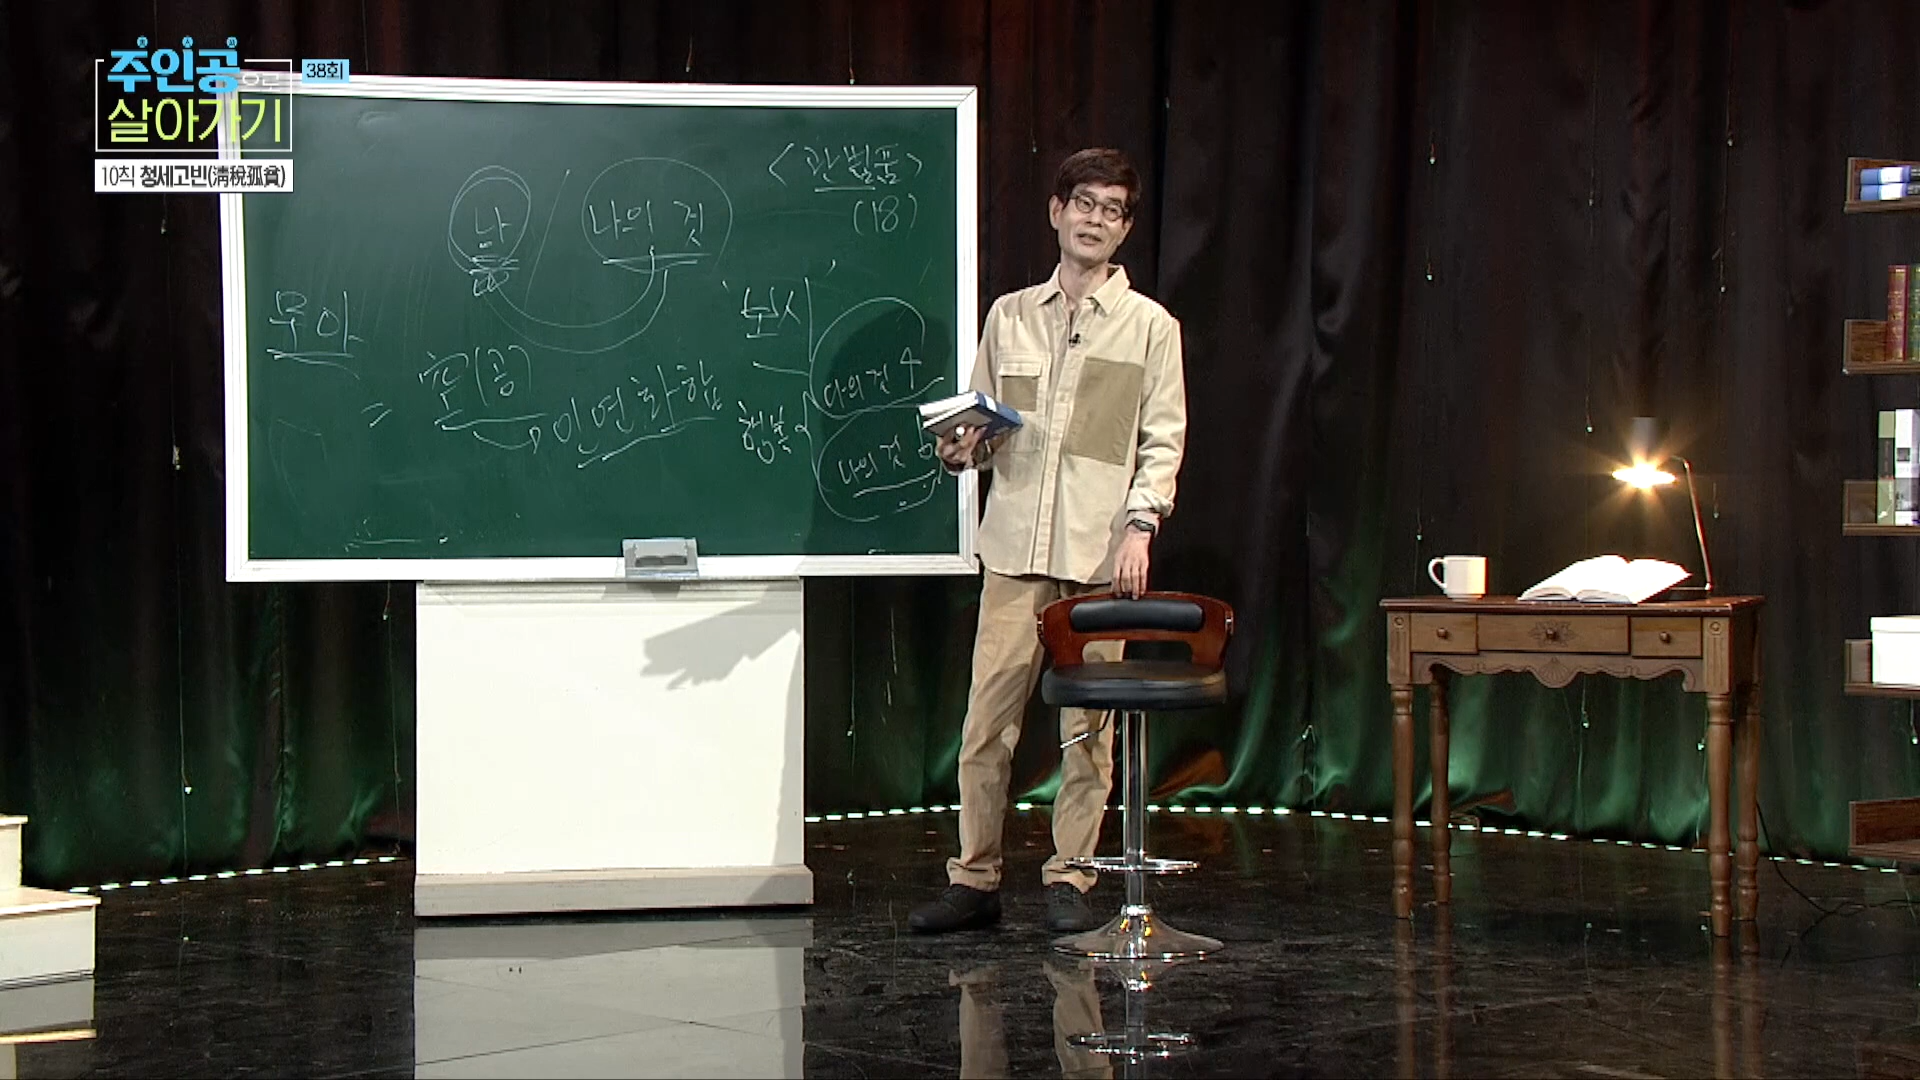 주인공으로
38회
살아가기
10칙 청세고빈(淸稅孤貧)
<관법품>
(18)
나 / 나의 것
무아
'보시'
= 혼(공)
인연화합
나의 것
행복
나의 것